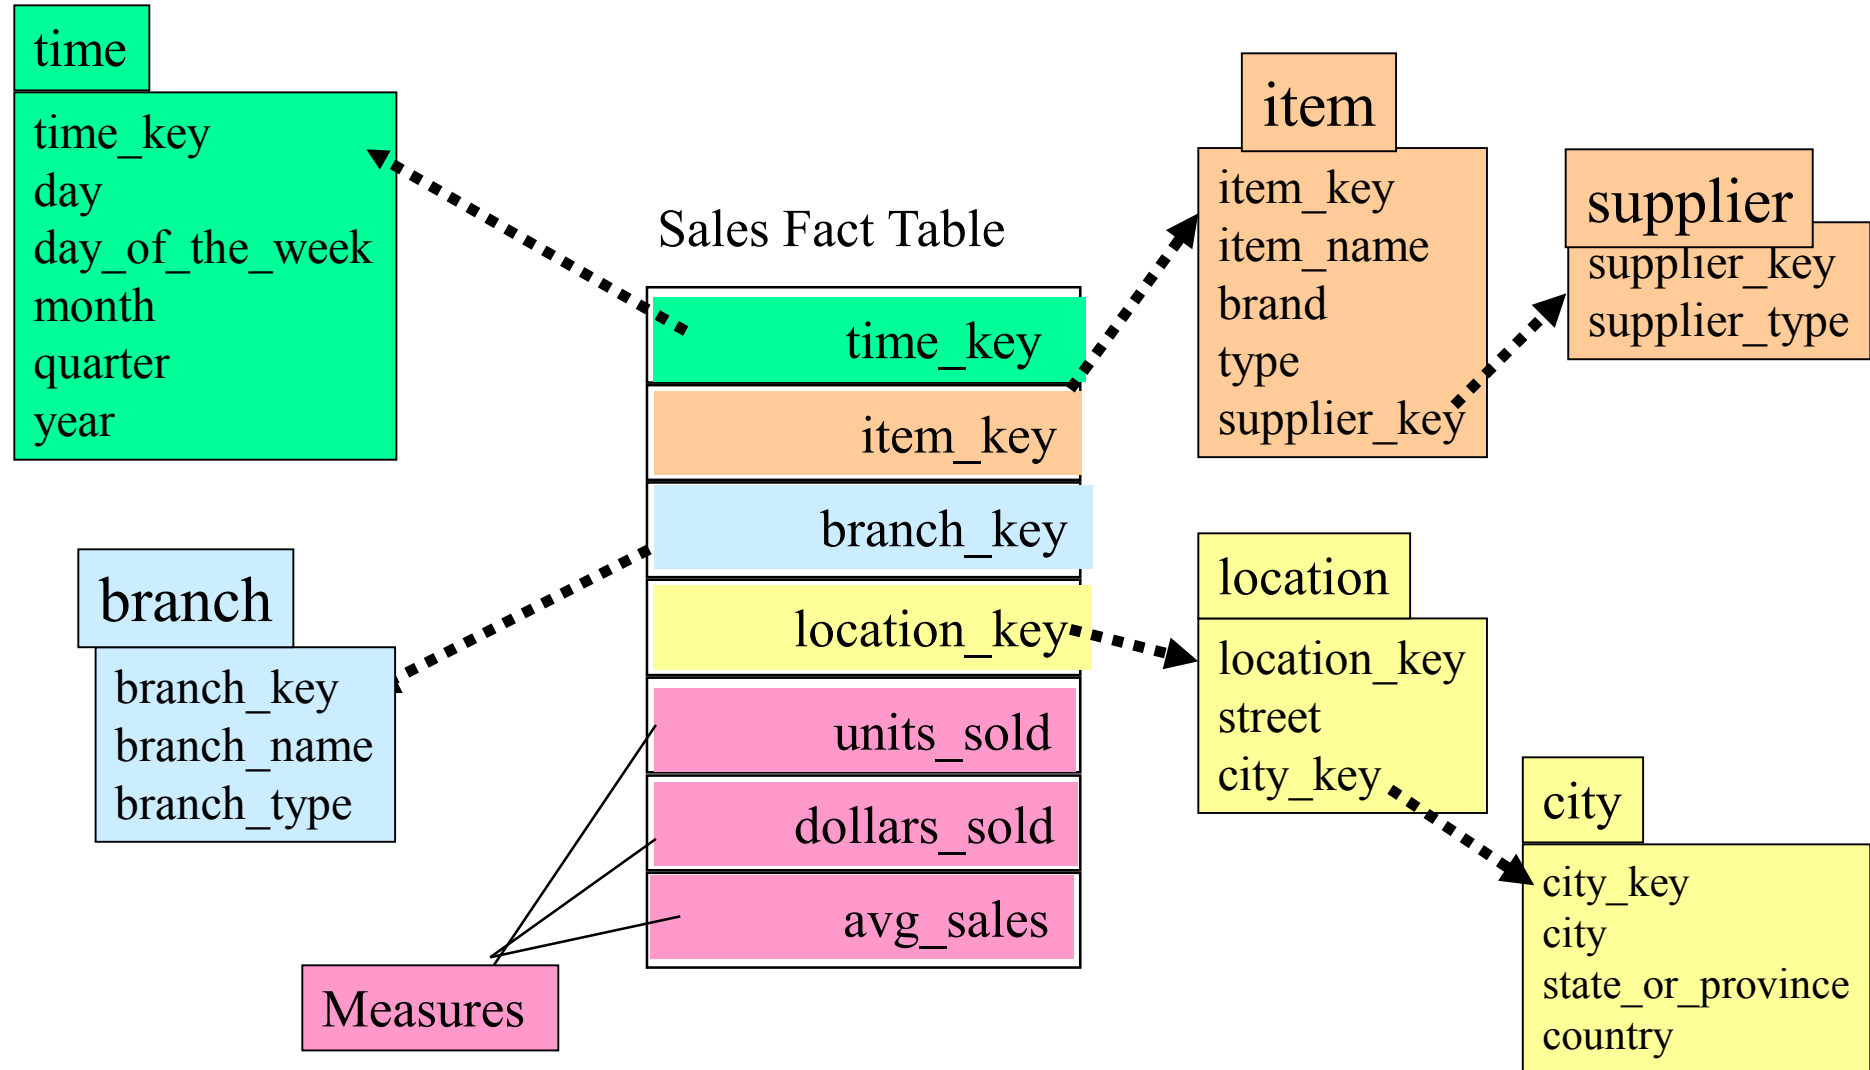 time
time_key
day
day_of_the_week
month
quarter
year
branch
branch_key
branch_name
branch_type
Sales Fact Table
time_key
item_key
branch_key
location_key
units_sold
dollars_sold
avg_sales
Measures
item
item_key
item_name
brand
type
supplier_key
supplier
supplier_key
supplier_type
location
location_key
street
city_key
city
city_key
city
state_or_province
country